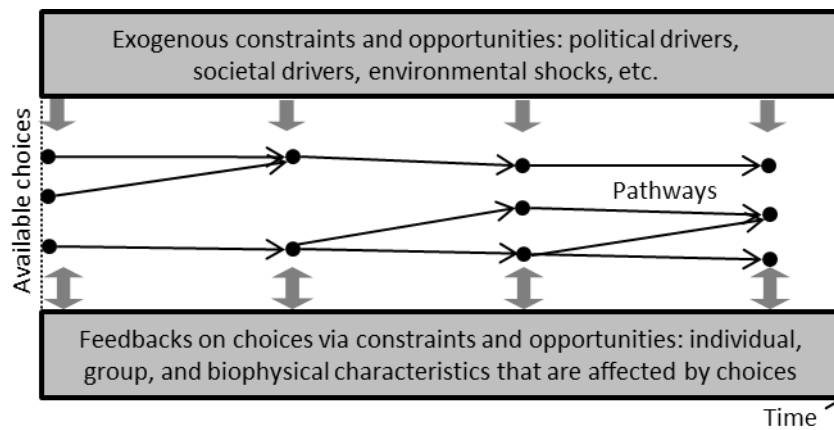 Exogenous constraints and opportunities: political drivers,
societal drivers, environmental shocks, etc.
Available choices
Pathways
Feedbacks on choices via constraints and opportunities: individual,
group, and biophysical characteristics that are affected by choices
Time